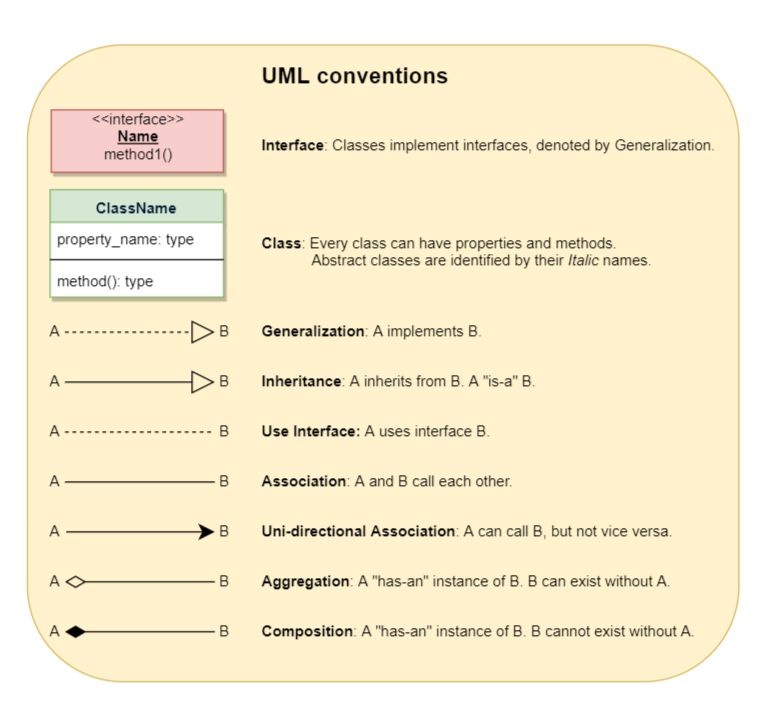 UML conventions
<<interface>>
Name
method1()
Interface: Classes implement interfaces, denoted by Generalization.
ClassName
property_name: type
method(): type
Class: Every class can have properties and methods.
Abstract classes are identified by their Italic names.
A B Generalization: A implements B.
A B Inheritance: A inherits from B. A "is-a" B.
A B Use Interface: A uses interface B.
A B Association: A and B call each other.
A B Uni-directional Association: A can call B, but not vice versa.
A B Aggregation: A "has-an" instance of B. B can exist without A.
A B Composition: A "has-an" instance of B. B cannot exist without A.